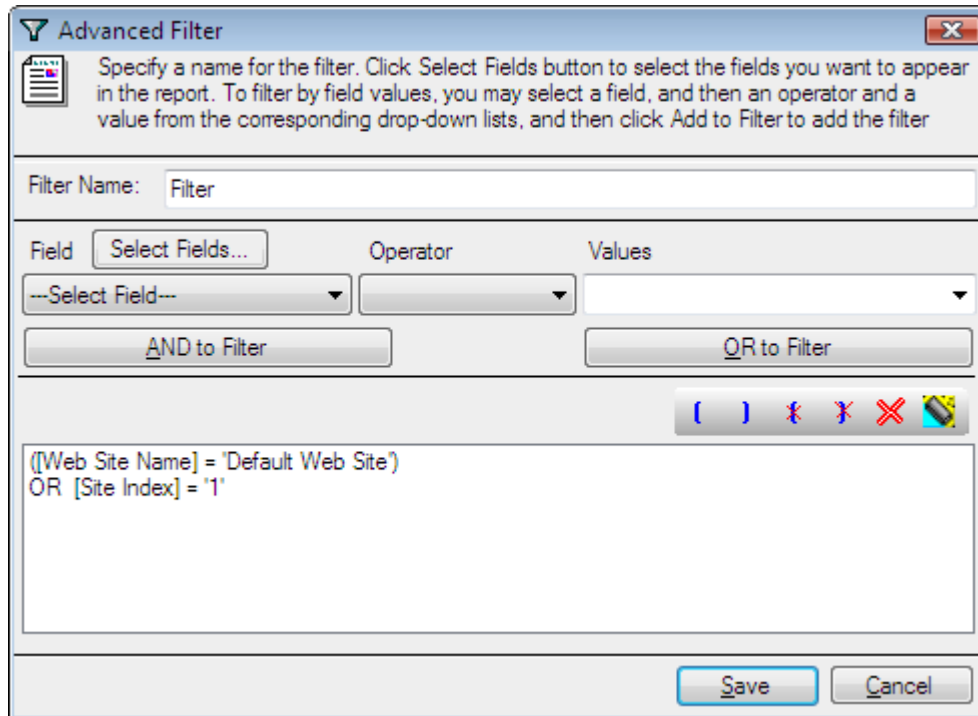 Advanced Filter
Specify a name for the filter. Click Select Fields button to select the fields you want to appear
in the report. To filter by field values, you may select a field, and then an operator and a
value from the corresponding drop-down lists, and then click Add to Filter to add the filter
Filter Name: Filter
Field Select Fields... Operator Values
---Select Field---
AND to Filter OR to Filter
( ) ( )
([Web Site Name] = 'Default Web Site')
OR [Site Index] = '1'
Save Cancel